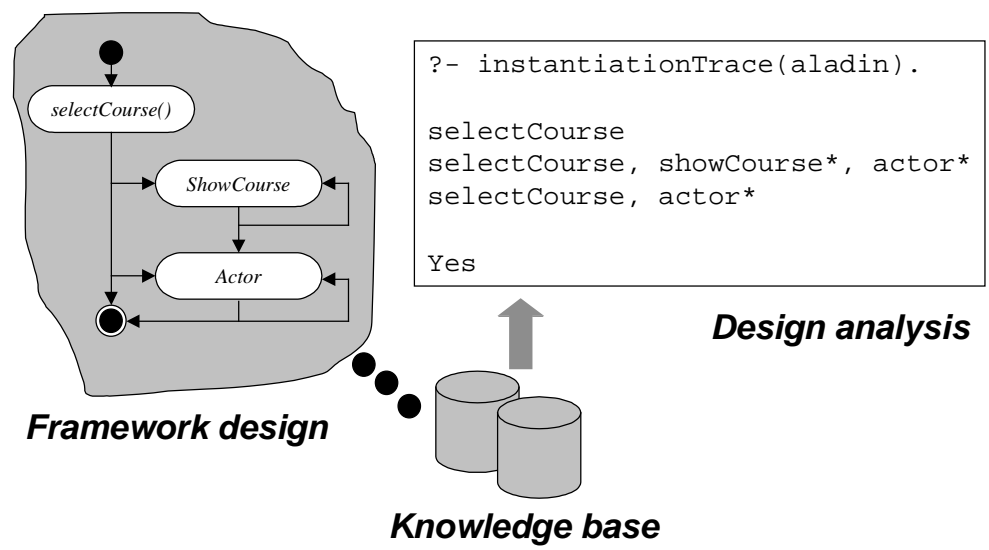 selectCourse()
ShowCourse
Actor
Framework design
?- instantiationTrace(aladin).
selectCourse
selectCourse, showCourse*, actor*
selectCourse, actor*
Yes
Design analysis
Knowledge base